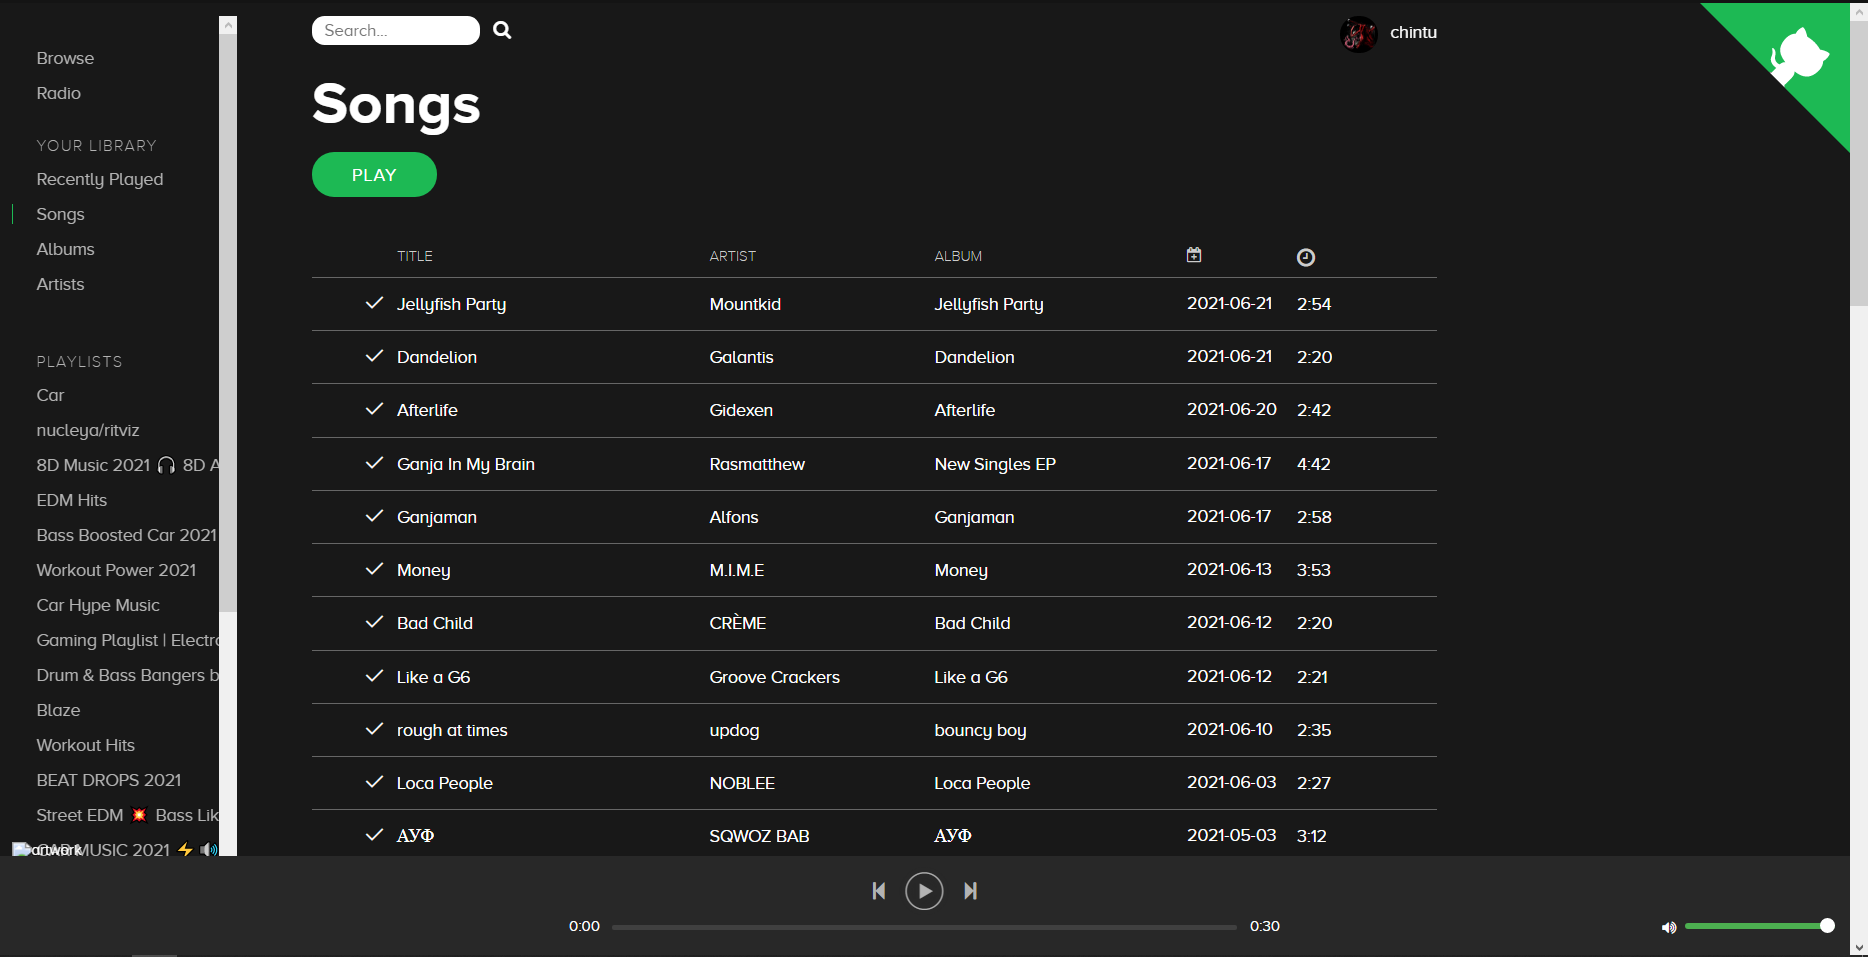 Search...
chintu
Browse
Radio
YOUR LIBRARY
Recently Played
Songs
Albums
Artists
PLAYLISTS
Car
nucleya/ritviz
8D Music 2021 🎧 8D A
EDM Hits
Bass Boosted Car 2021
Workout Power 2021
Car Hype Music
Gaming Playlist | Electro
Drum & Bass Bangers b
Blaze
Workout Hits
BEAT DROPS 2021
Street EDM 💥 Bass Lik
CAR MUSIC 2021 ⚡ 🔊
artwork
Songs
PLAY
TITLE ARTIST ALBUM
Jellyfish Party Mountkid Jellyfish Party 2021-06-21 2:54
Dandelion Galantis Dandelion 2021-06-21 2:20
Afterlife Gidexen Afterlife 2021-06-20 2:42
Ganja In My Brain Rasmatthew New Singles EP 2021-06-17 4:42
Ganjaman Alfons Ganjaman 2021-06-17 2:58
Money M.I.M.E Money 2021-06-13 3:53
Bad Child CRÈME Bad Child 2021-06-12 2:20
Like a G6 Groove Crackers Like a G6 2021-06-12 2:21
rough at times updog bouncy boy 2021-06-10 2:35
Loca People NOBLEE Loca People 2021-06-03 2:27
АУФ SQWOZ BAB АУФ 2021-05-03 3:12
0:00 0:30